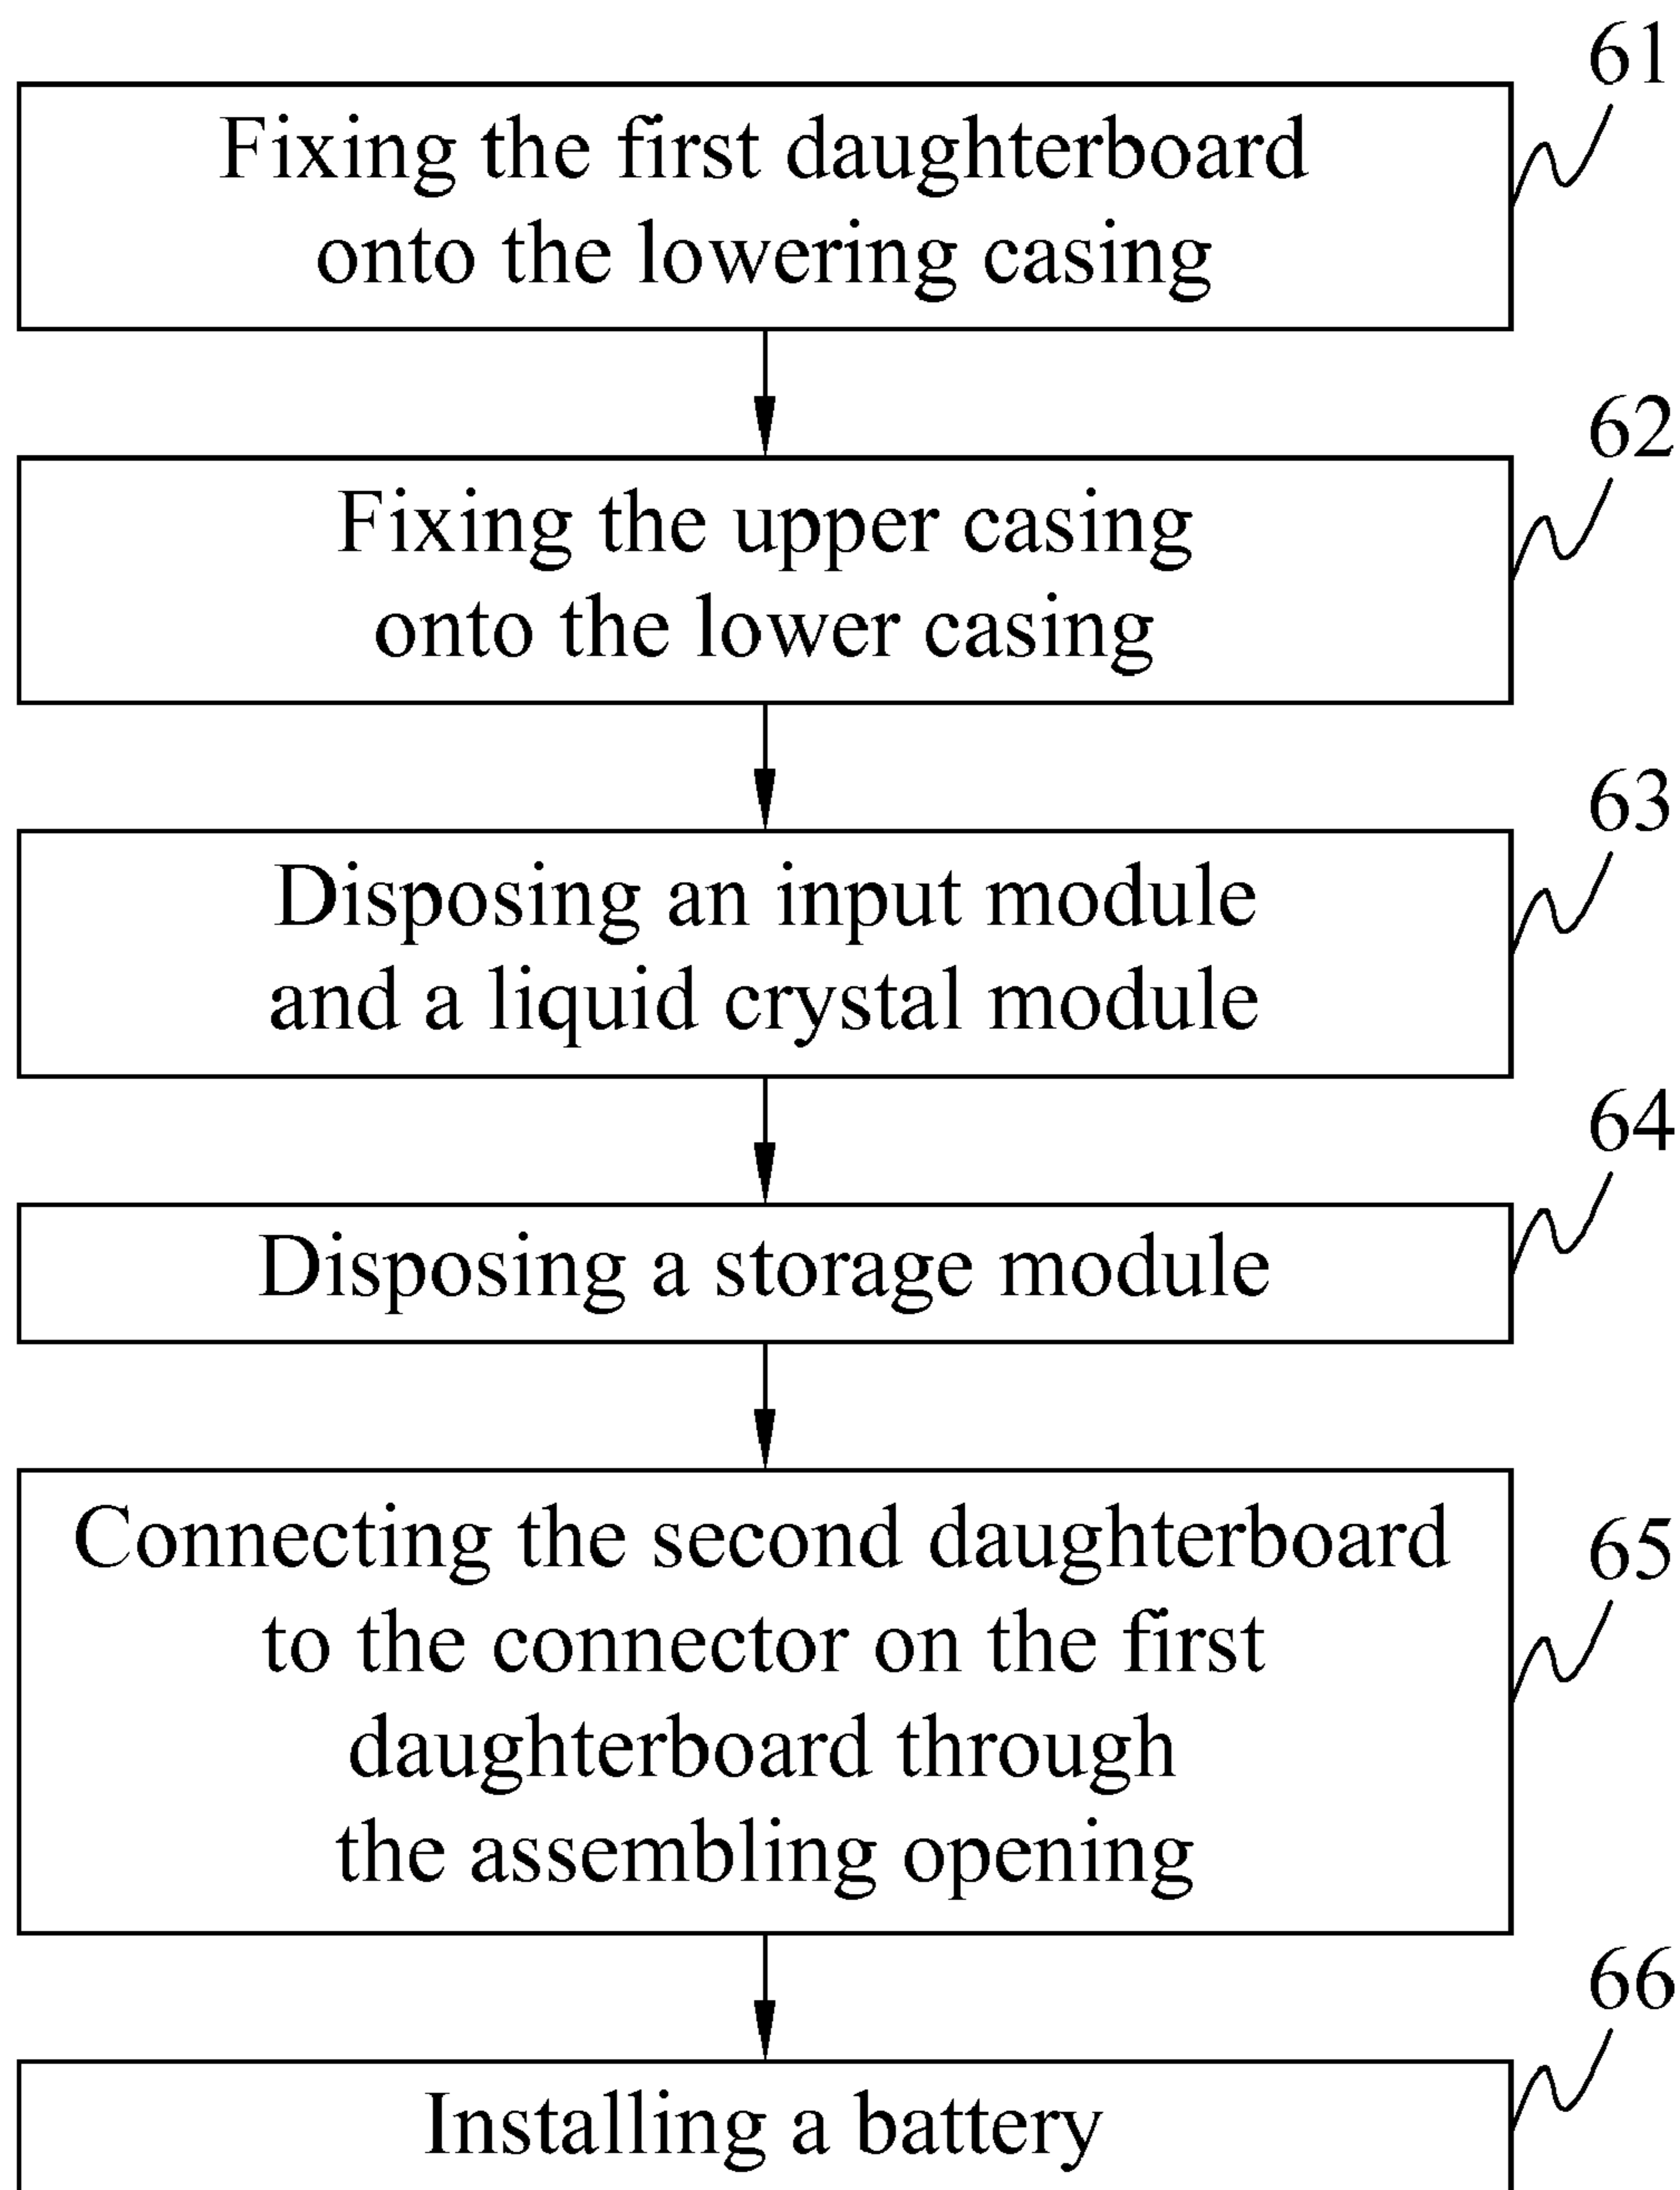 61
Fixing the first daughterboard
onto the lowering casing
62
Fixing the upper casing
onto the lower casing
63
Disposing an input module
and a liquid crystal module
64
Disposing a storage module
65
Connecting the second daughterboard
to the connector on the first
daughterboard through
the assembling opening
66
Installing a battery